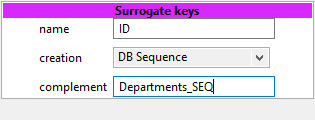 Surrogate keys
name ID
creation DB Sequence
complement Departments_SEQ